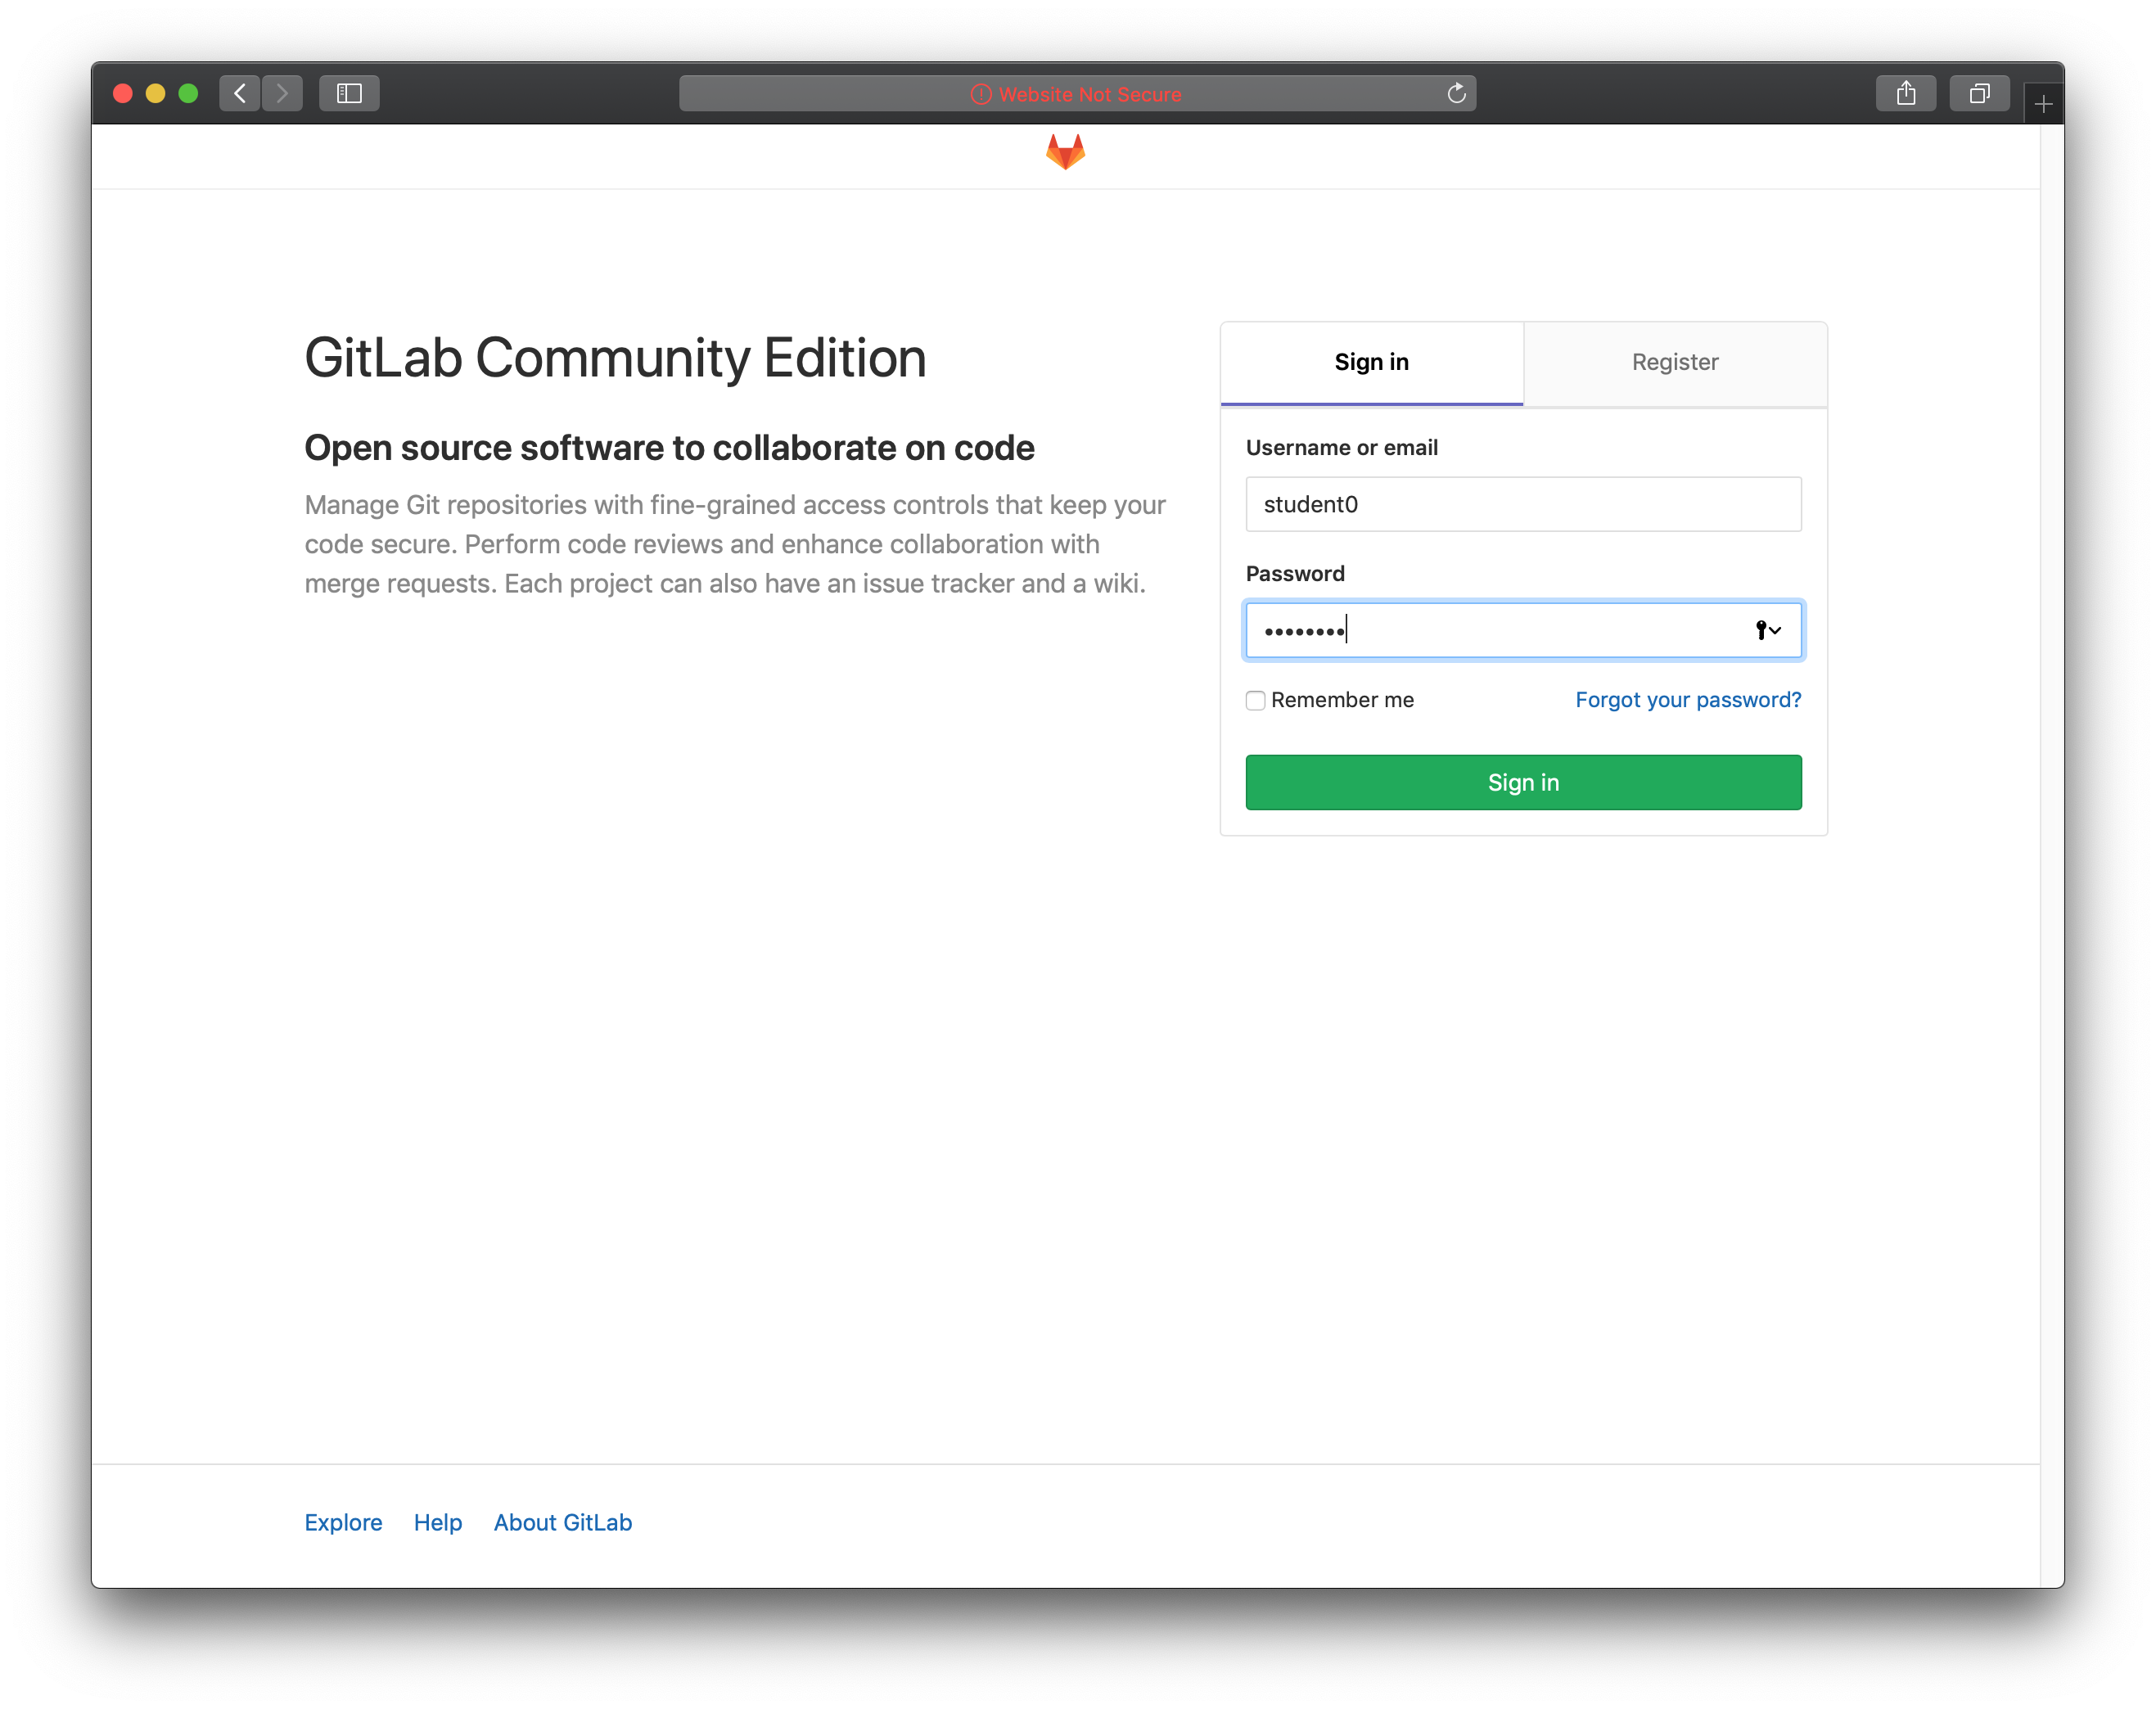 Website Not Secure
GitLab Community Edition
Open source software to collaborate on code
Manage Git repositories with fine-grained access controls that keep your
code secure. Perform code reviews and enhance collaboration with
merge requests. Each project can also have an issue tracker and a wiki.
Sign in
Register
Username or email
student0
Password
••••••••
Remember me
Forgot your password?
Sign in
Explore
Help
About GitLab